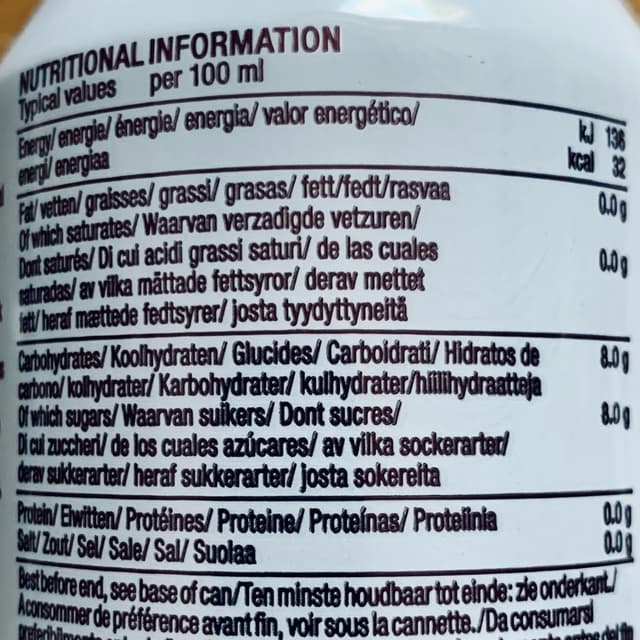 NUTRITIONAL INFORMATION
Typical values per 100 ml
Energy/ energie/ énergie/ energia/ valor energético/ kJ 136
energi/ energiaa kcal 32
Fat/ vetten/ graisses/ grassi/ grasas/ fett/fedt/rasvaa 0.0 g
Of which saturates/ Waarvan verzadigde vetzuren/
Dont saturés/ Di cui acidi grassi saturi/ de las cuales 0.0 g
saturadas/ av vilka mättade fettsyror/ derav mettet
fett/ heraf mættede fedtsyrer/ josta tyydyttyneitä
Carbohydrates/ Koolhydraten/ Glucides/ Carboidrati/ Hidratos de 8.0 g
carbono/ kolhydrater/ Karbohydrater/ kulhydrater/hiilihydraatteja
Of which sugars/ Waarvan suikers/ Dont sucres/ 8.0 g
Di cui zuccheri/ de los cuales azúcares/ av vilka sockerarter/
derav sukkerarter/ heraf sukkerarter/ josta sokereita
Protein/ Eiwitten/ Protéines/ Proteine/ Proteínas/ Proteiinia 0.0 g
Salt/ Zout/ Sel/ Sale/ Sal/ Suolaa 0.0 g
Best before end, see base of can/Ten minste houdbaar tot einde: zie onderkant./
A consommer de préférence avant fin, voir sous la cannette./Da consumarsi